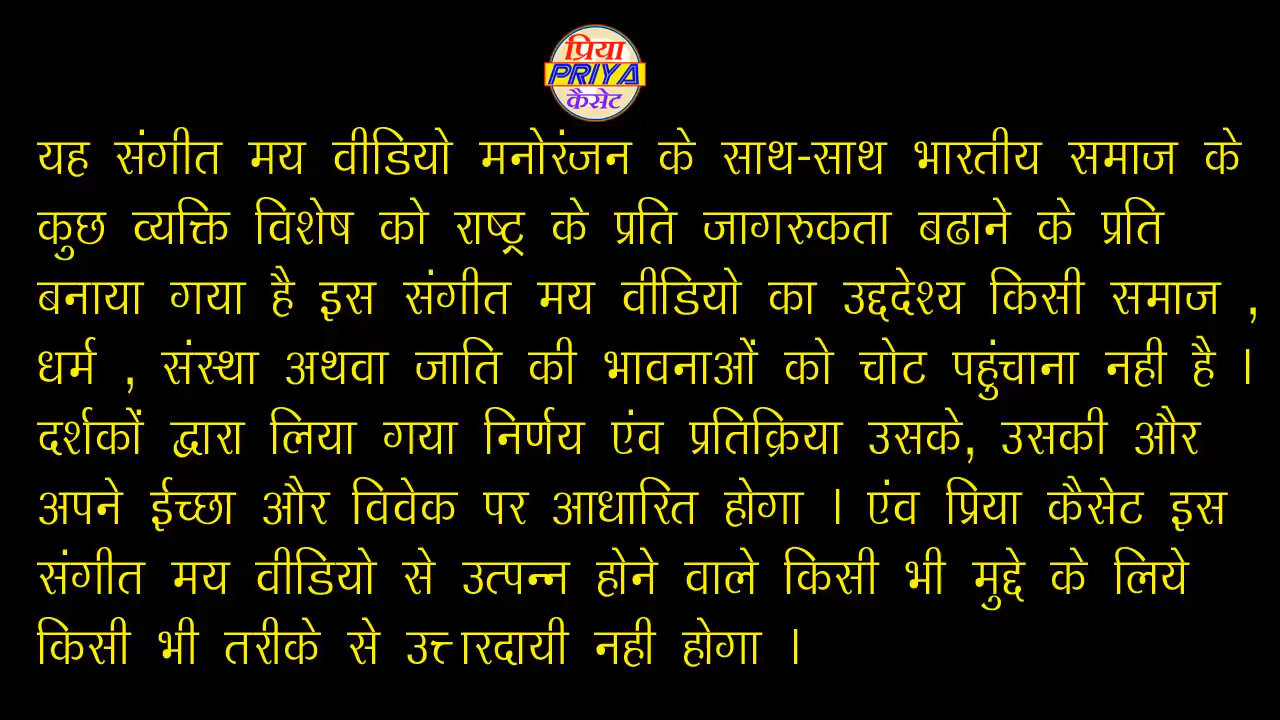 प्रिया
PRIYA
कैसेट
यह संगीत मय वीडियो मनोरंजन के साथ-साथ भारतीय समाज के
कुछ व्यक्ति विशेष को राष्ट्र के प्रति जागरुकता बढाने के प्रति
बनाया गया है इस संगीत मय वीडियो का उद्ददेश्य किसी समाज ,
धर्म , संस्था अथवा जाति की भावनाओं को चोट पहुंचाना नही है ।
दर्शकों द्वारा लिया गया निर्णय एंव प्रतिक्रिया उसके, उसकी और
अपने ईच्छा और विवेक पर आधारित होगा । एंव प्रिया कैसेट इस
संगीत मय वीडियो से उत्पन्न होने वाले किसी भी मुद्दे के लिये
किसी भी तरीके से उत्तारदायी नही होगा ।